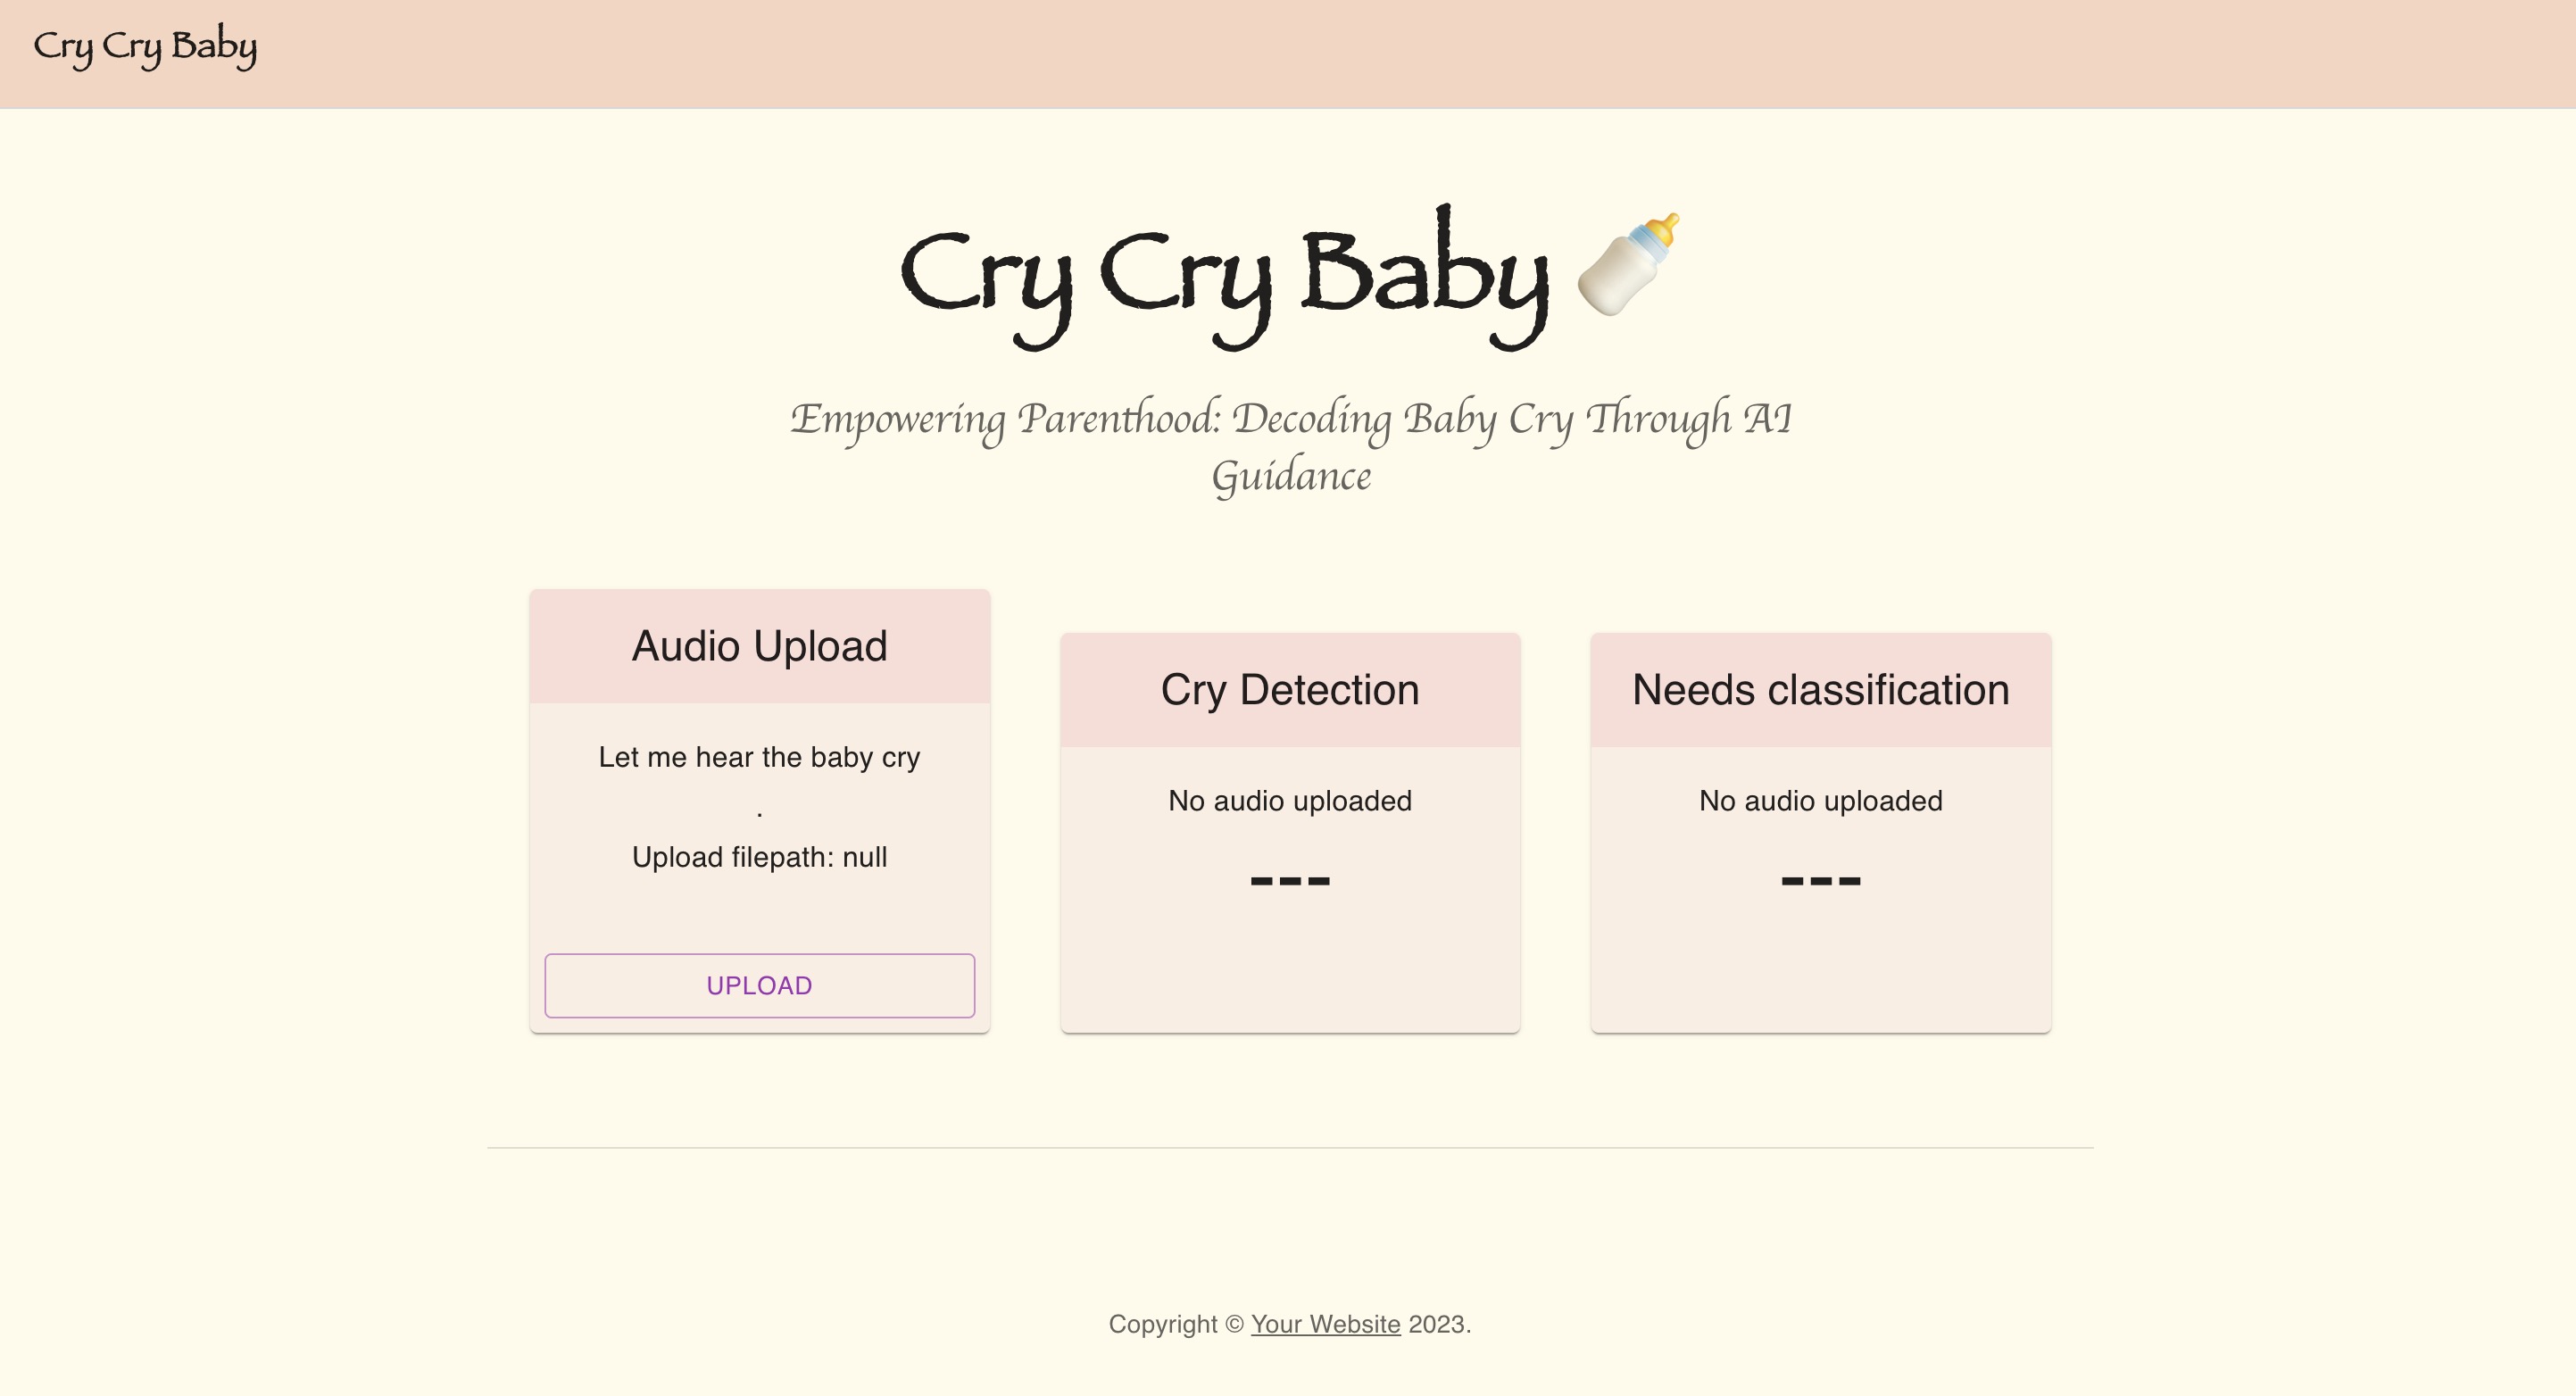 Cry Cry Baby
Cry Cry Baby 🍼
Empowering Parenthood: Decoding Baby Cry Through AI
Guidance
Audio Upload
Let me hear the baby cry
.
Upload filepath: null
UPLOAD
Cry Detection
No audio uploaded
---
Needs classification
No audio uploaded
---
Copyright © Your Website 2023.